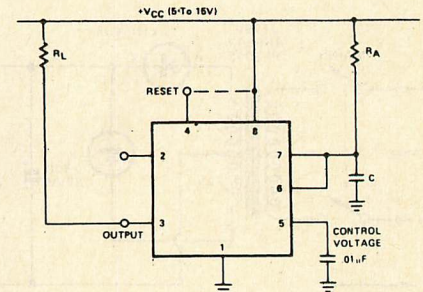 +VCC (5·To 15V)
RL
RA
RESET
4
8
2
7
C
6
3
5
OUTPUT
CONTROL
VOLTAGE
1
.01µF